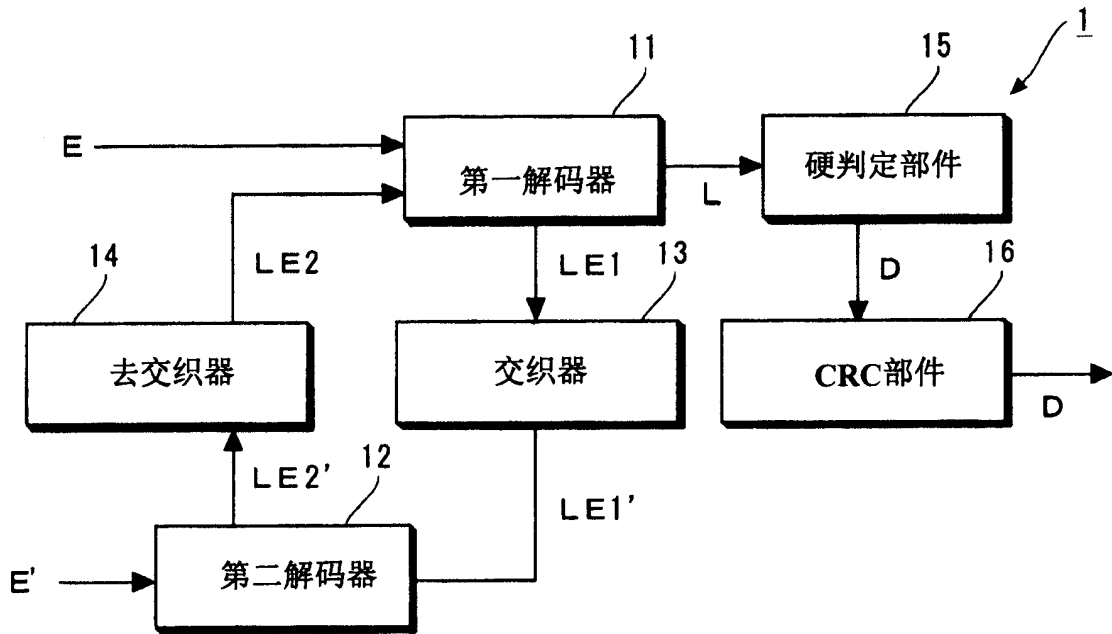 1
11
15
E
第一解码器
L
硬判定部件
14
LE2
LE1
13
D
16
去交织器
交织器
CRC部件
D
LE2'
12
LE1'
E'
第二解码器